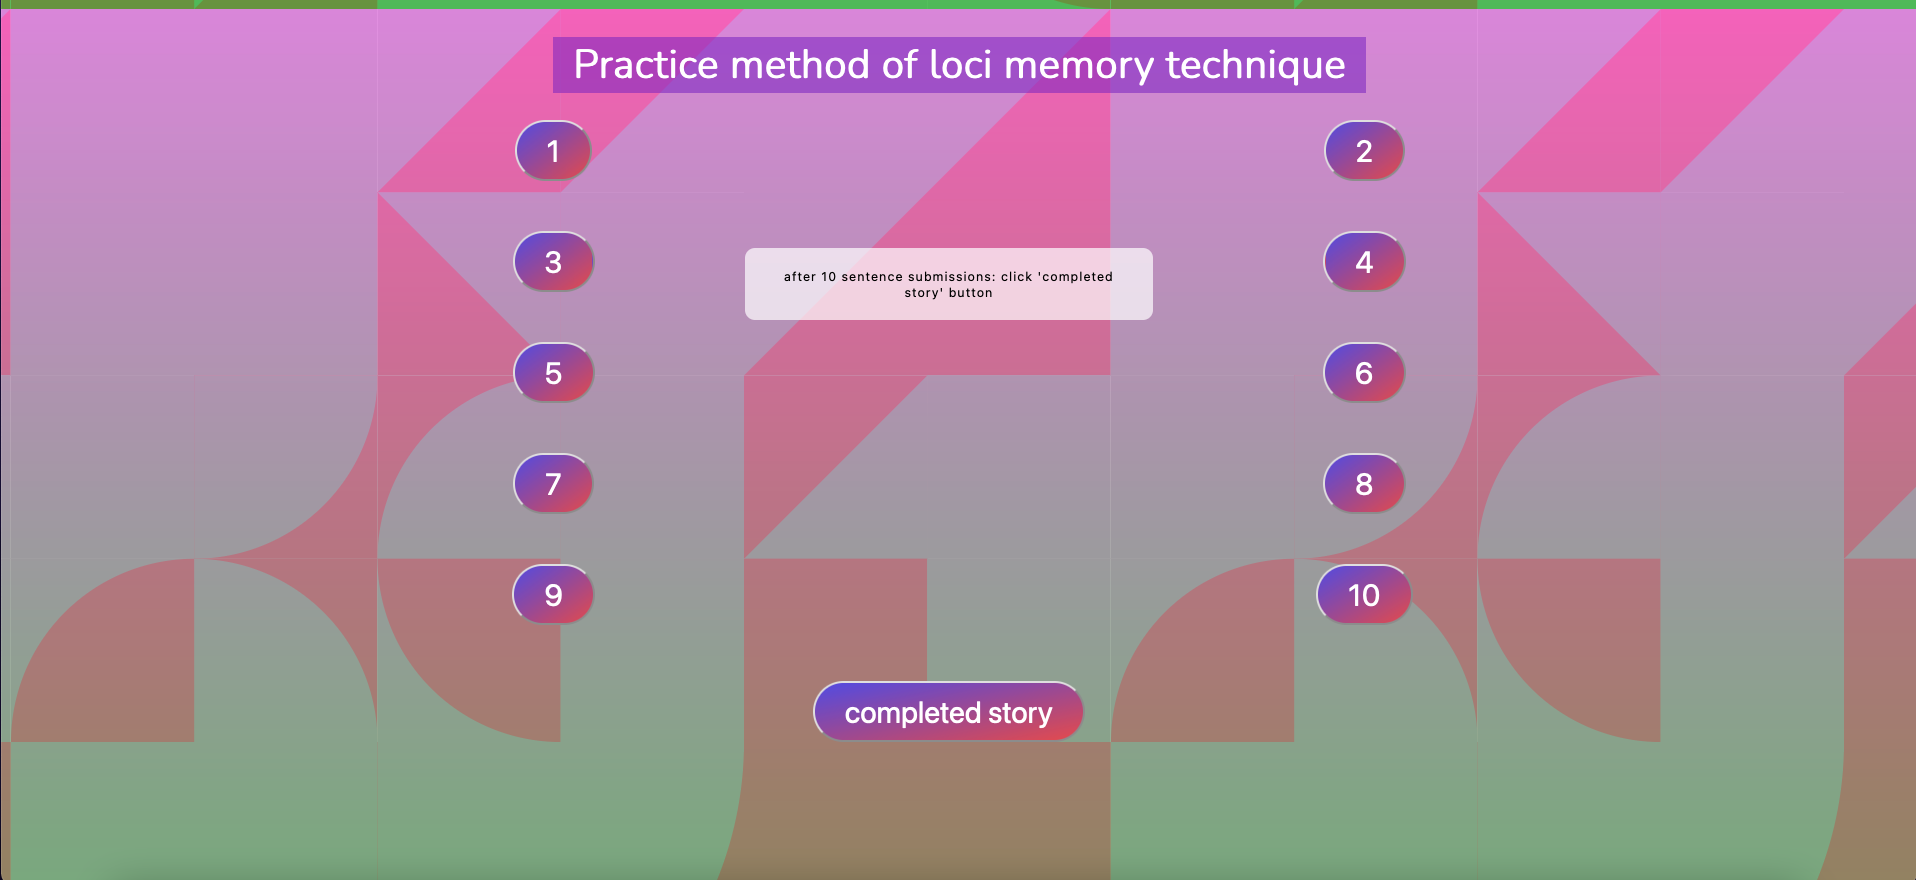 Practice method of loci memory technique
1
2
3
4
after 10 sentence submissions: click 'completed
story' button
5
6
7
8
9
10
completed story